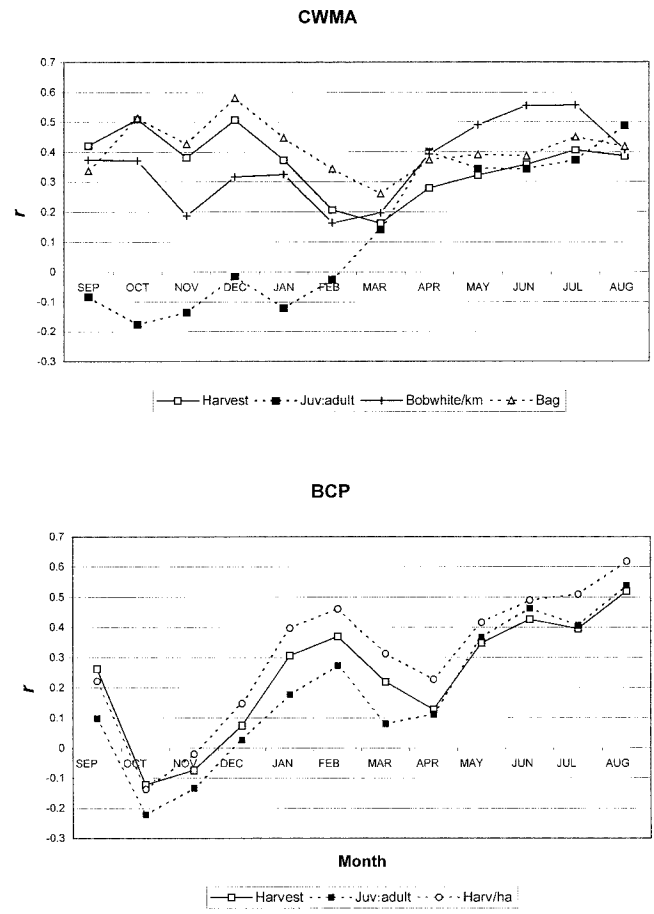 CWMA
0.7
0.6
0.5
0.4
0.3
0.2
0.1
0
-0.1
-0.2
-0.3
r
SEP OCT NOV DEC JAN FEB MAR APR MAY JUN JUL AUG
Harvest Juv:adult Bobwhite/km Bag
BCP
0.7
0.6
0.5
0.4
0.3
0.2
0.1
0
-0.1
-0.2
-0.3
r
SEP OCT NOV DEC JAN FEB MAR APR MAY JUN JUL AUG
Month
Harvest Juv:adult Harv/ha